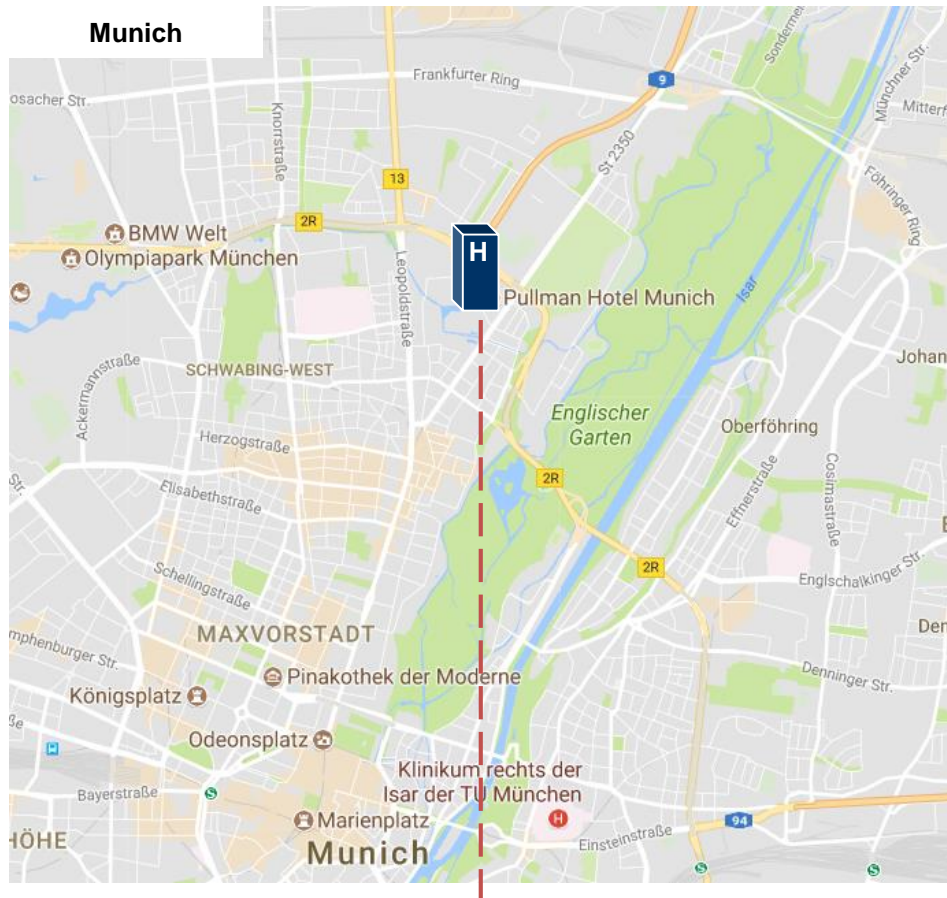 Munich
Frankfurter Ring
9
Sondermei
Münchner Str.
osacher Str.
Knorrstraße
St 2350
Mitterf
13
Föhringer Ring
2R
BMW Welt
Olympiapark München
Leopoldstraße
H
Pullman Hotel Munich
Isar
Ackermannstraße
SCHWABING-WEST
Johan
Englischer
Garten
Oberföhring
Herzogstraße
2R
Str.
Elisabethstraße
Effnerstraße
Cosimastraße
2R
Schellingstraße
Englschalkinger Str.
MAXVORSTADT
Den
mphenburger Str.
Pinakothek der Moderne
Denninger Str.
Königsplatz
Odeonsplatz
Klinikum rechts der
Isar der TU München
Bayerstraße
S
Marienplatz
H
94
Einsteinstraße
HÖHE
Munich
S
S